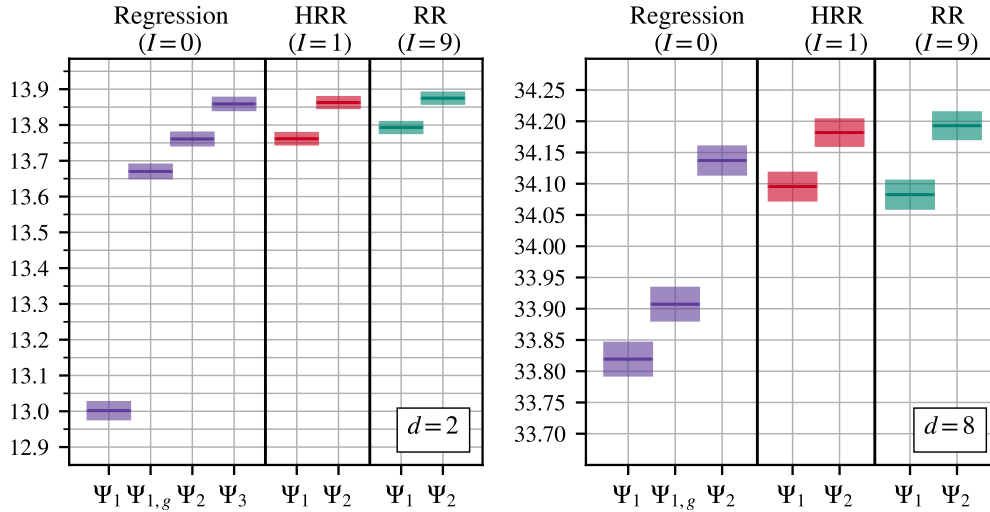 Regression HRR RR
(I=0) (I=1) (I=9)
13.9
13.8
13.7
13.6
13.5
13.4
13.3
13.2
13.1
13.0
12.9
d=2
Ψ₁ Ψ₁,g Ψ₂ Ψ₃ Ψ₁ Ψ₂ Ψ₁ Ψ₂
Regression HRR RR
(I=0) (I=1) (I=9)
34.25
34.20
34.15
34.10
34.05
34.00
33.95
33.90
33.85
33.80
33.75
33.70
d=8
Ψ₁ Ψ₁,g Ψ₂ Ψ₁ Ψ₂ Ψ₁ Ψ₂